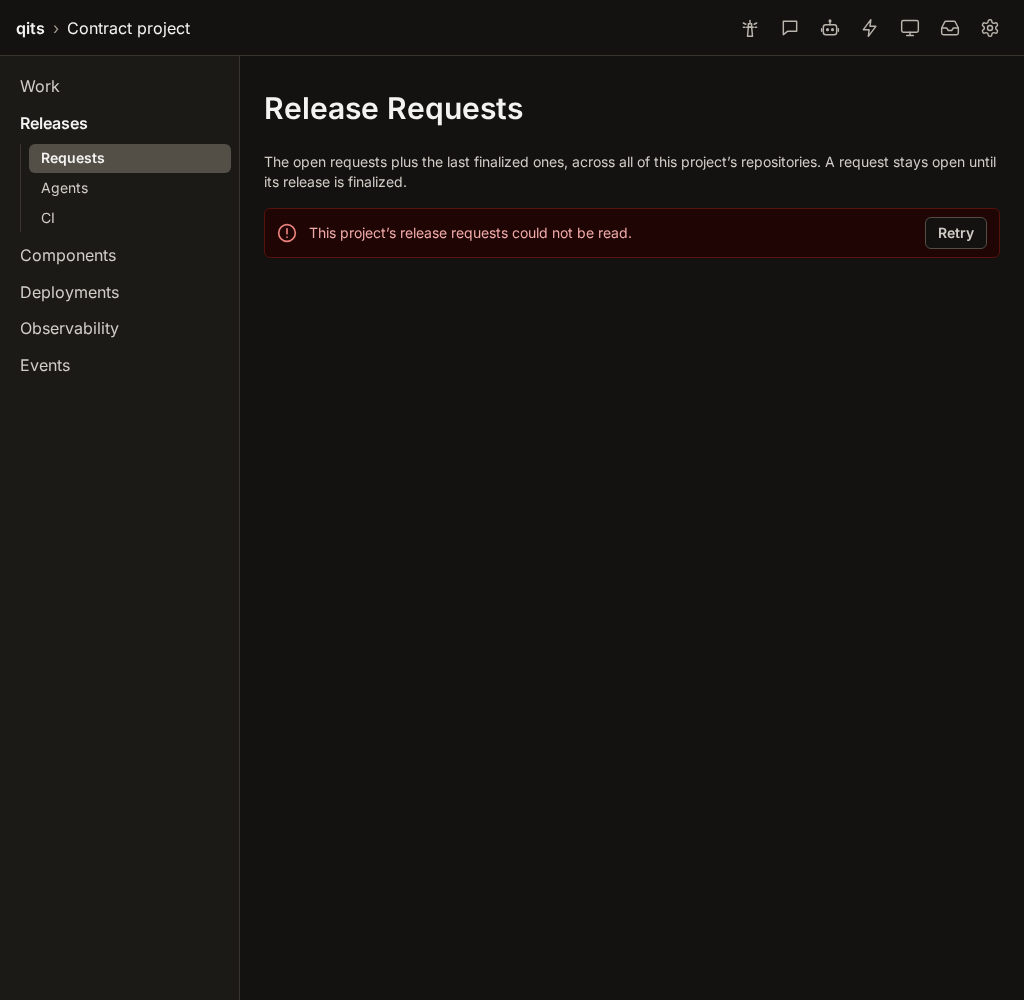 qits › Contract project
Work
Releases
Requests
Agents
CI
Components
Deployments
Observability
Events
Release Requests
The open requests plus the last finalized ones, across all of this project’s repositories. A request stays open until
its release is finalized.
This project’s release requests could not be read.
Retry